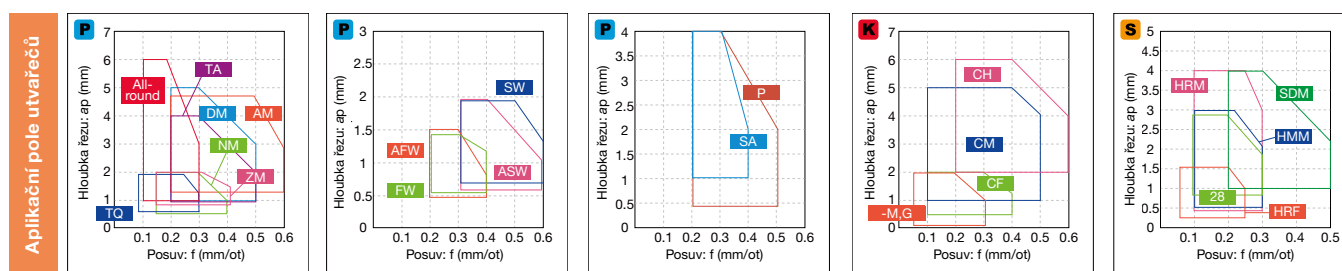 Aplikační pole utvařečů
P
Hloubka řezu: ap (mm)
7
6
5
4
3
2
1
0
0.1 0.2 0.3 0.4 0.5 0.6
Posuv: f (mm/ot)
All-
round
TA
DM
AM
NM
ZM
TQ
P
Hloubka řezu: ap (mm)
3
2.5
2
1.5
1
0.5
0
0.1 0.2 0.3 0.4 0.5 0.6
Posuv: f (mm/ot)
SW
AFW
ASW
FW
P
Hloubka řezu: ap (mm)
4
3.5
3
2.5
2
1.5
1
0.5
0
0.1 0.2 0.3 0.4 0.5 0.6
Posuv: f (mm/ot)
P
SA
K
Hloubka řezu: ap (mm)
7
6
5
4
3
2
1
0
0.1 0.2 0.3 0.4 0.5 0.6
Posuv: f (mm/ot)
CH
CM
CF
-M,G
S
Hloubka řezu: ap (mm)
5
4.5
4
3.5
3
2.5
2
1.5
1
0.5
0
0.1 0.2 0.3 0.4 0.5
Posuv: f (mm/ot)
HRM
SDM
HMM
28
HRF